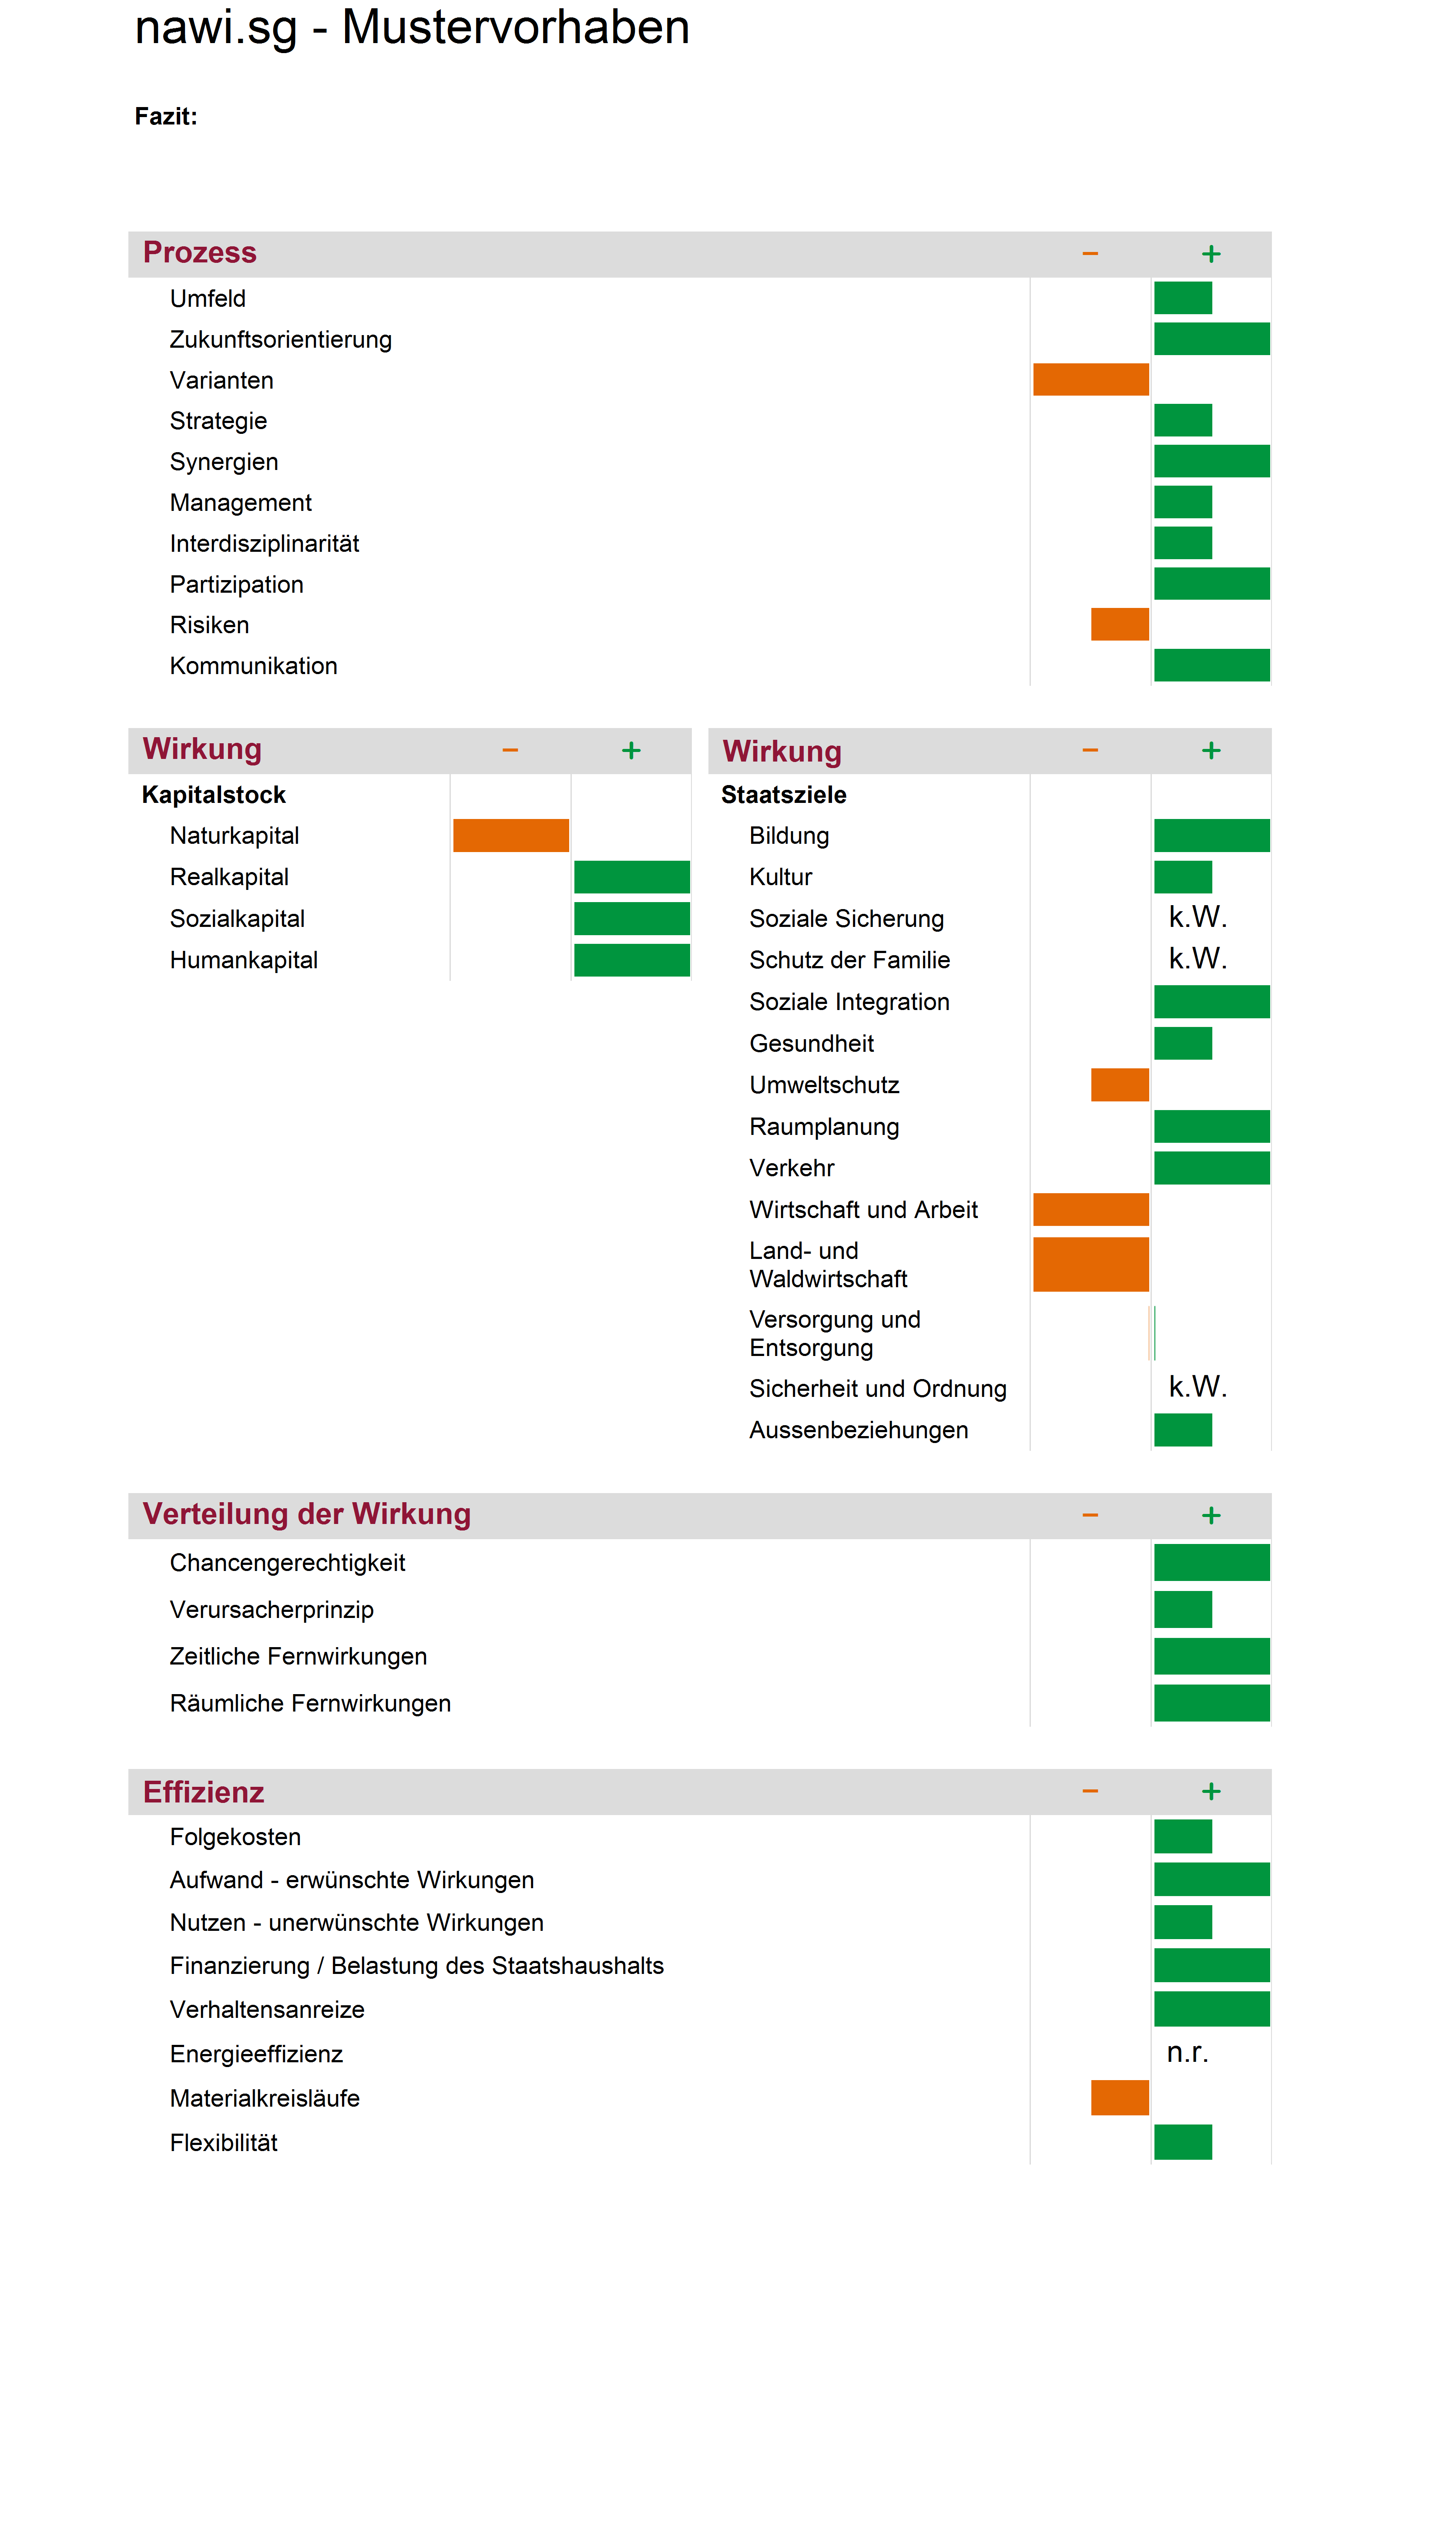 nawi.sg - Mustervorhaben
Fazit:
Prozess − +
Umfeld
Zukunftsorientierung
Varianten
Strategie
Synergien
Management
Interdisziplinarität
Partizipation
Risiken
Kommunikation
Wirkung − +
Kapitalstock
Naturkapital
Realkapital
Sozialkapital
Humankapital
Wirkung − +
Staatsziele
Bildung
Kultur
Soziale Sicherung k.W.
Schutz der Familie k.W.
Soziale Integration
Gesundheit
Umweltschutz
Raumplanung
Verkehr
Wirtschaft und Arbeit
Land- und
Waldwirtschaft
Versorgung und
Entsorgung
Sicherheit und Ordnung k.W.
Aussenbeziehungen
Verteilung der Wirkung − +
Chancengerechtigkeit
Verursacherprinzip
Zeitliche Fernwirkungen
Räumliche Fernwirkungen
Effizienz − +
Folgekosten
Aufwand - erwünschte Wirkungen
Nutzen - unerwünschte Wirkungen
Finanzierung / Belastung des Staatshaushalts
Verhaltensanreize
Energieeffizienz n.r.
Materialkreisläufe
Flexibilität